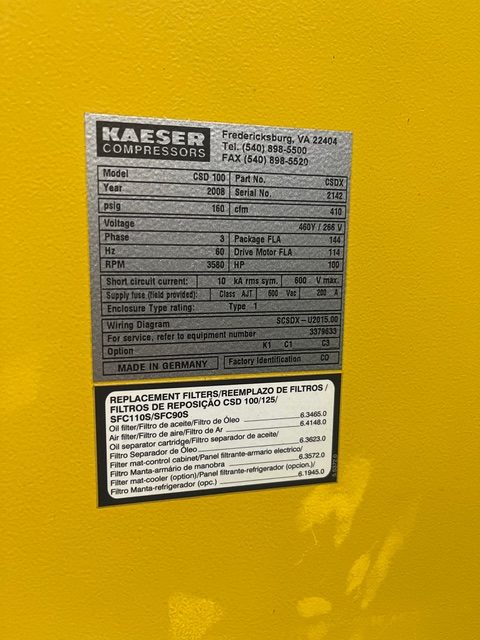 KAESER
COMPRESSORS
Fredericksburg, VA 22404
Tel. (540) 898-5500
FAX (540) 898-5520
Model CSD 100 Part No. CSDX
Year 2008 Serial No. 2142
psig 160 cfm 410
Voltage 460Y / 266 V
Phase 3 Package FLA 144
Hz 60 Drive Motor FLA 114
RPM 3580 HP 100
Short circuit current: 10 kA rms sym. 600 V max.
Supply fuse (field provided): Class AJT 600 Vac 200 A
Enclosure Type rating: Type 1
Wiring Diagram SCSDX-U2015.00
For service, refer to equipment number 3379633
Option K1 C1 C3
MADE IN GERMANY Factory Identification CO
REPLACEMENT FILTERS/REEMPLAZO DE FILTROS /
FILTROS DE REPOSIÇÃO CSD 100/125/
SFC110S/SFC90S
Oil filter/Filtro de aceite/Filtro de Óleo 6.3465.0
Air filter/Filtro de aire/Filtro de Ar 6.4148.0
Oil separator cartridge/Filtro separador de aceite/
Filtro Separador de Óleo 6.3623.0
Filter mat-control cabinet/Panel filtrante-armario electrico/
Filtro Manta-armário de manobra 6.3572.0
Filter mat-cooler (option)/Panel filtrante-refrigerador (opcion.)/
Filtro Manta-refrigerador (opc.) 6.1945.0